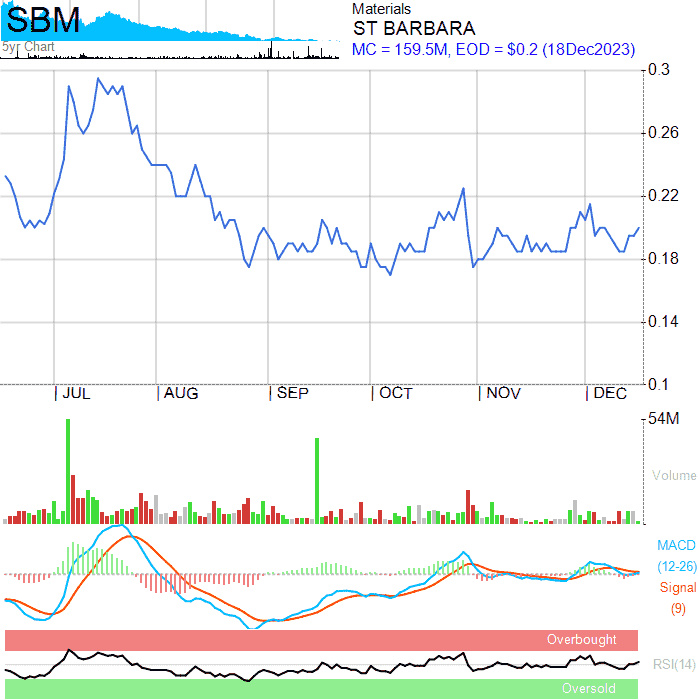 SBM
5yr Chart
Materials
ST BARBARA
MC = 159.5M, EOD = $0.2 (18Dec2023)
0.3
0.26
0.22
0.18
0.14
0.1
JUL AUG SEP OCT NOV DEC
54M
Volume
MACD
(12-26)
Signal
(9)
Overbought
RSI(14)
Oversold